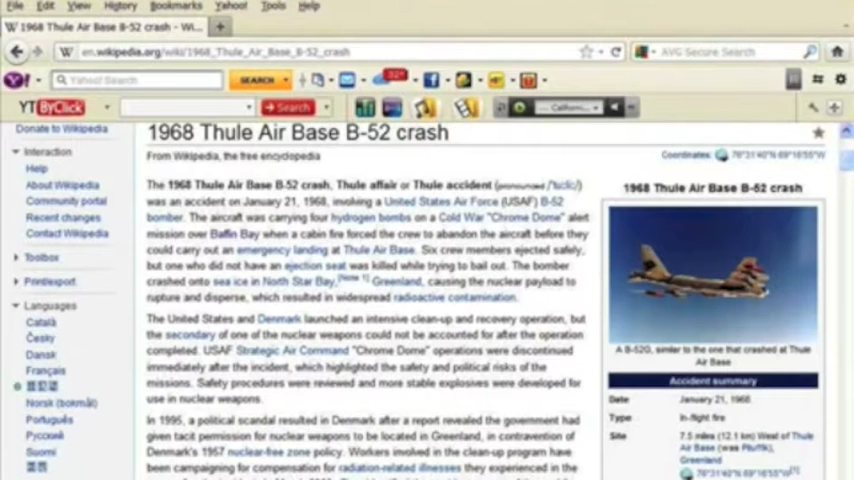 File Edit View History Bookmarks Yahoo! Tools Help
W 1968 Thule Air Base B-52 crash - Wi... +
W en.wikipedia.org/wiki/1968_Thule_Air_Base_B-52_crash AVG Secure Search
Y! Yahoo! Search SEARCH
YT ByClick Search ... Californi...
Donate to Wikipedia
Interaction
Help
About Wikipedia
Community portal
Recent changes
Contact Wikipedia
Toolbox
Print/export
Languages
Català
Česky
Dansk
Français
Norsk (bokmål)
Português
Русский
Suomi
1968 Thule Air Base B-52 crash
From Wikipedia, the free encyclopedia
Coordinates:
The 1968 Thule Air Base B-52 crash, Thule affair or Thule accident (pronounced
was an accident on January 21, 1968, involving a United States Air Force (USAF) B-52
bomber. The aircraft was carrying four hydrogen bombs on a Cold War "Chrome Dome" alert
mission over Baffin Bay when a cabin fire forced the crew to abandon the aircraft before they
could carry out an emergency landing at Thule Air Base. Six crew members ejected safely,
but one who did not have an ejection seat was killed while trying to bail out. The bomber
crashed onto sea ice in North Star Bay,[Note 1] Greenland, causing the nuclear payload to
rupture and disperse, which resulted in widespread radioactive contamination.
The United States and Denmark launched an intensive clean-up and recovery operation, but
the secondary of one of the nuclear weapons could not be accounted for after the operation
completed. USAF Strategic Air Command "Chrome Dome" operations were discontinued
immediately after the incident, which highlighted the safety and political risks of the
missions. Safety procedures were reviewed and more stable explosives were developed for
use in nuclear weapons.
In 1995, a political scandal resulted in Denmark after a report revealed the government had
given tacit permission for nuclear weapons to be located in Greenland, in contravention of
Denmark's 1957 nuclear-free zone policy. Workers involved in the clean-up program have
been campaigning for compensation for radiation-related illnesses they experienced in the
1968 Thule Air Base B-52 crash
A B-52G, similar to the one that crashed at Thule
Air Base
Accident summary
Date January 21, 1968
Type In-flight fire
Site 7.5 miles (12.1 km) West of Thule
Air Base (was Pituffik),
Greenland